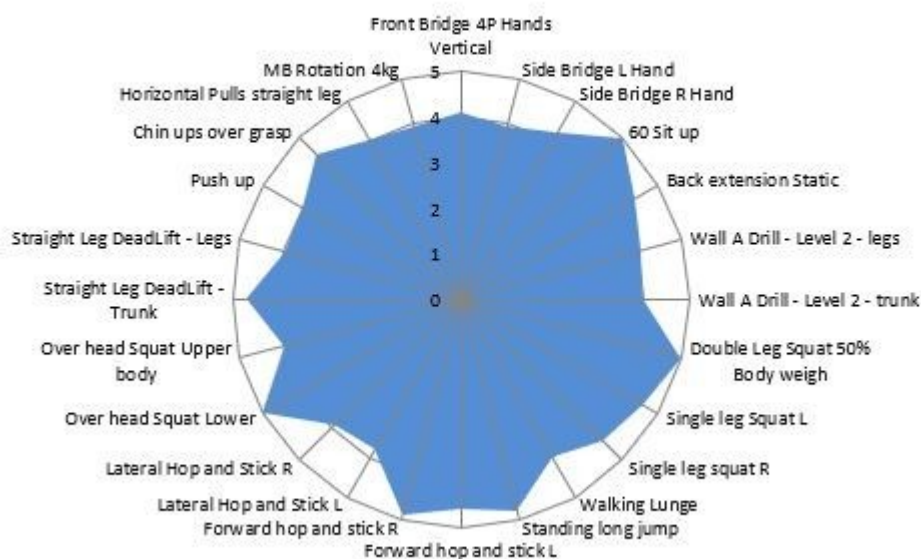 Front Bridge 4P Hands
Vertical
MB Rotation 4kg
Side Bridge L Hand
Horizontal Pulls straight leg
Side Bridge R Hand
Chin ups over grasp
60 Sit up
Push up
Back extension Static
Straight Leg DeadLift - Legs
Wall A Drill - Level 2 - legs
Straight Leg DeadLift -
Trunk
Wall A Drill - Level 2 - trunk
Over head Squat Upper
body
Double Leg Squat 50%
Body weigh
Over head Squat Lower
Single leg Squat L
Lateral Hop and Stick R
Single leg squat R
Lateral Hop and Stick L
Walking Lunge
Forward hop and stick R
Standing long jump
Forward hop and stick L
5
4
3
2
1
0